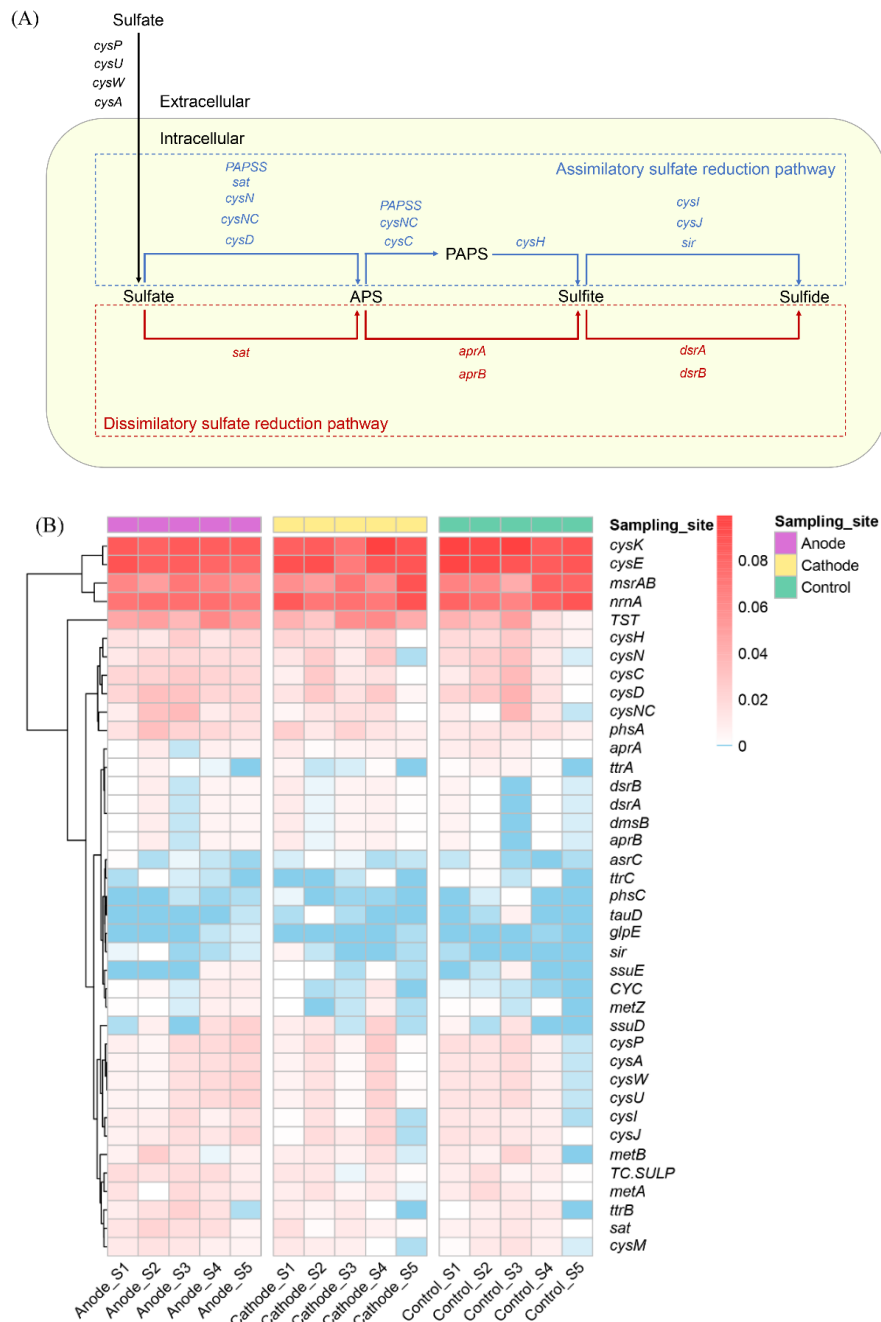 (A)
Sulfate
cysP
cysU
cysW
cysA
Extracellular
Intracellular
PAPSS
sat
cysN
cysNC
cysD
PAPSS
cysNC
cysC
PAPS
cysH
Assimilatory sulfate reduction pathway
cysI
cysJ
sir
Sulfate
APS
Sulfite
Sulfide
sat
aprA
aprB
dsrA
dsrB
Dissimilatory sulfate reduction pathway
(B)
Sampling_site
cysK
cysE
msrAB
nrnA
TST
cysH
cysN
cysC
cysD
cysNC
phsA
aprA
ttrA
dsrB
dsrA
dmsB
aprB
asrC
ttrC
phsC
tauD
glpE
sir
ssuE
CYC
metZ
ssuD
cysP
cysA
cysW
cysU
cysI
cysJ
metB
TC.SULP
metA
ttrB
sat
cysM
0.08
0.06
0.04
0.02
0
Sampling_site
Anode
Cathode
Control
Anode_S1
Anode_S2
Anode_S3
Anode_S4
Anode_S5
Cathode_S1
Cathode_S2
Cathode_S3
Cathode_S4
Cathode_S5
Control_S1
Control_S2
Control_S3
Control_S4
Control_S5